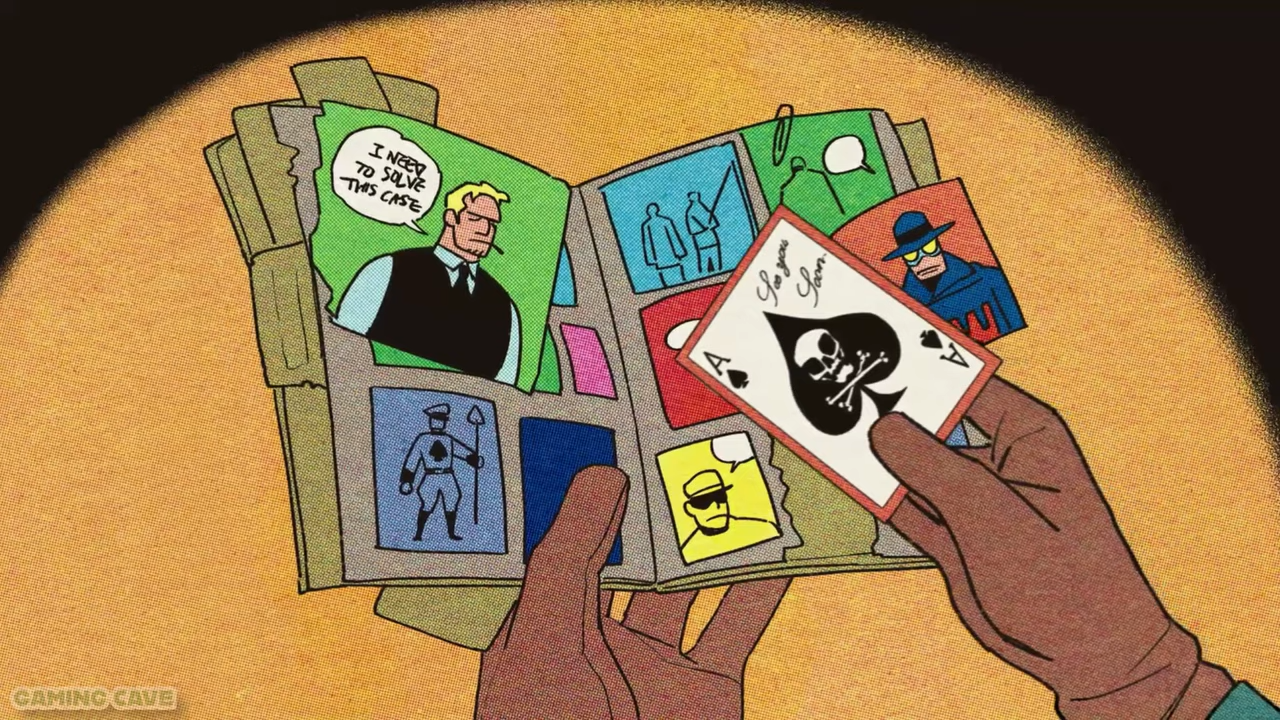 I NEED
TO SOLVE
THIS CASE
See you
Soon.
A
A
GAMING CAVE